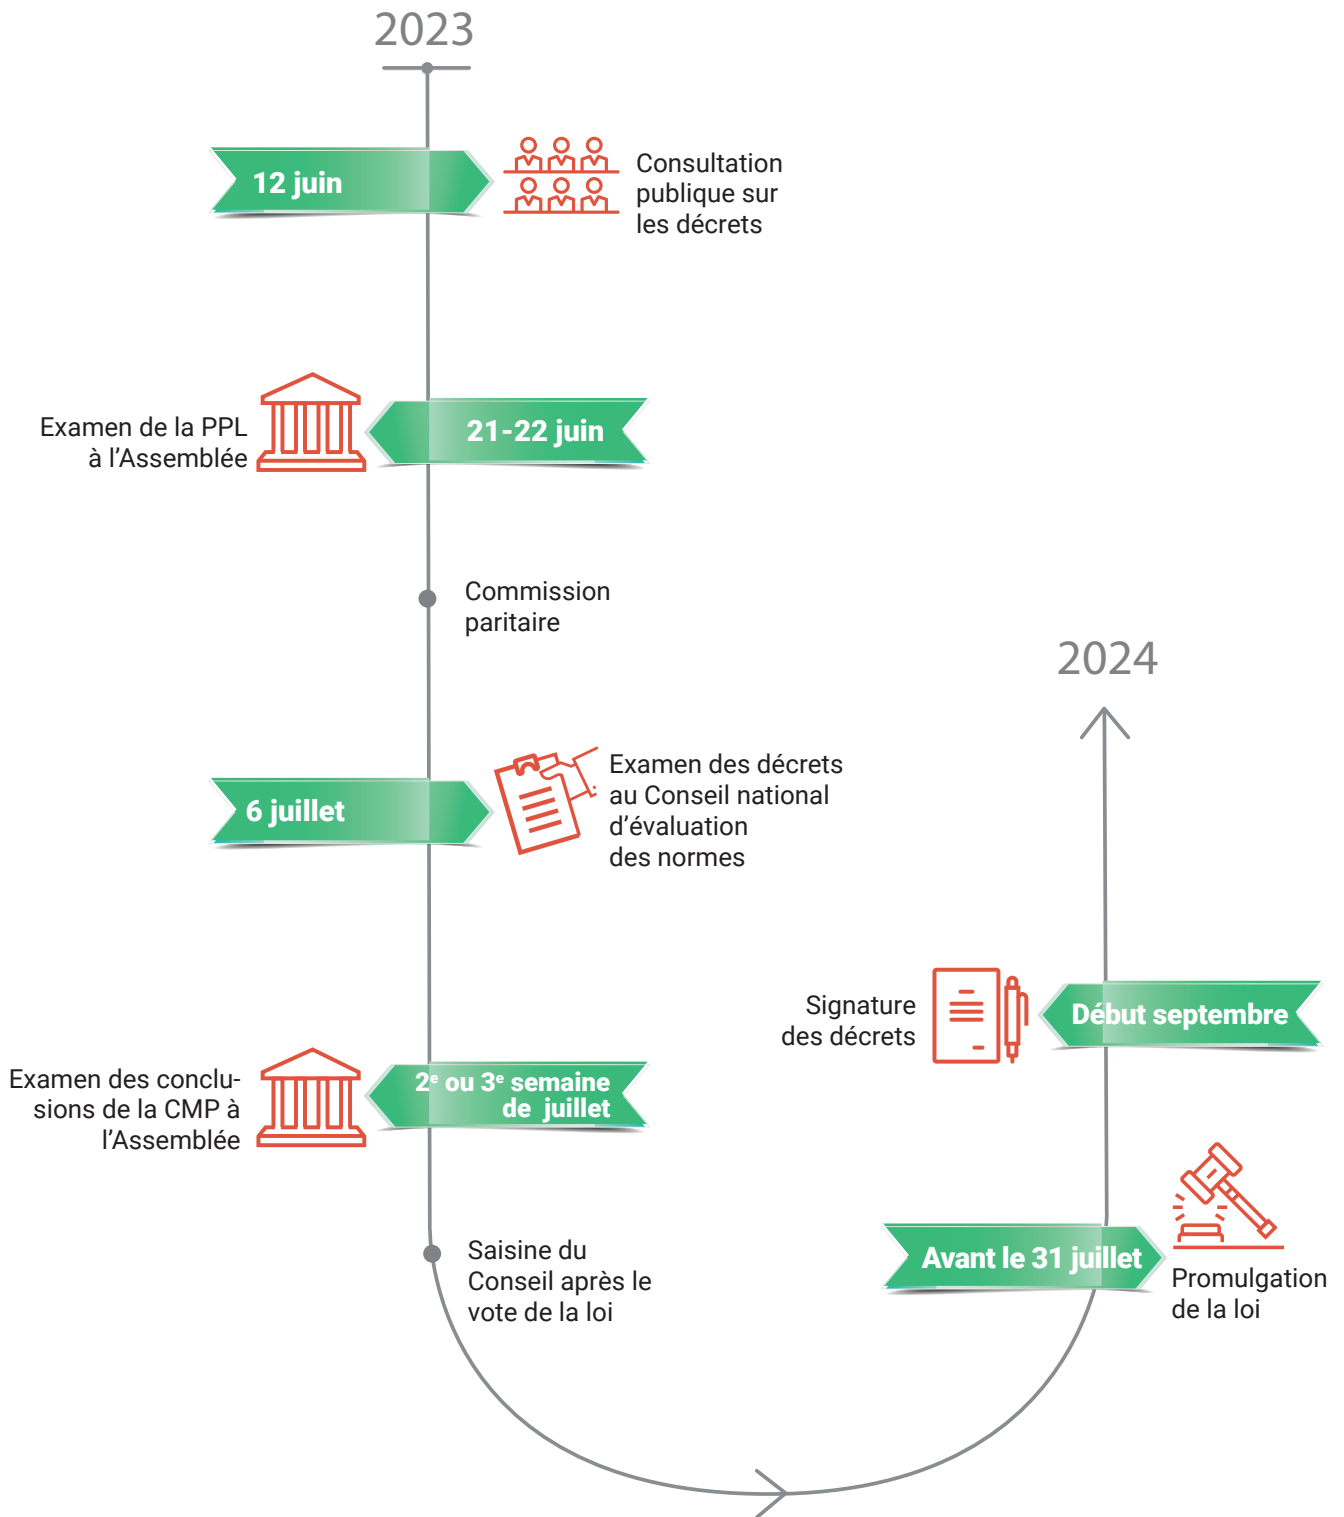 2023
12 juin
Consultation
publique sur
les décrets
Examen de la PPL
à l’Assemblée
21-22 juin
Commission
paritaire
6 juillet
Examen des décrets
au Conseil national
d’évaluation
des normes
Examen des conclu-
sions de la CMP à
l’Assemblée
2e ou 3e semaine
de juillet
Saisine du
Conseil après le
vote de la loi
Avant le 31 juillet
Promulgation
de la loi
Signature
des décrets
Début septembre
2024